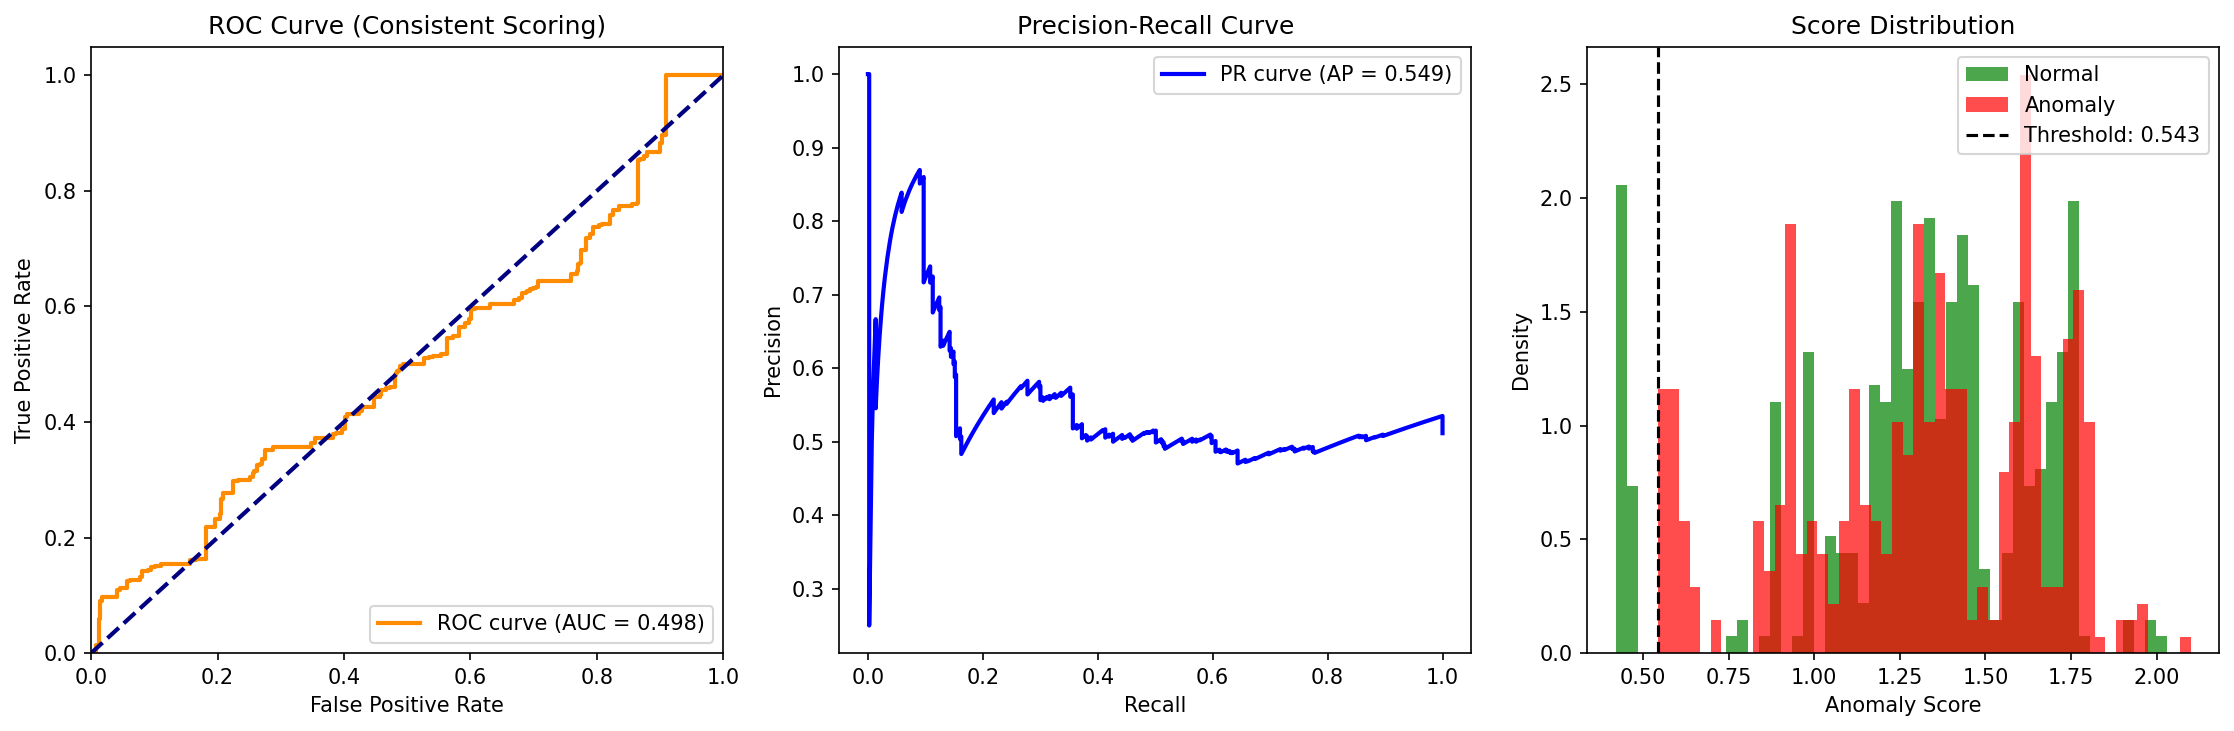 ROC Curve (Consistent Scoring)
True Positive Rate
1.0
0.8
0.6
0.4
0.2
0.0
ROC curve (AUC = 0.498)
0.0 0.2 0.4 0.6 0.8 1.0
False Positive Rate
Precision-Recall Curve
Precision
1.0
0.9
0.8
0.7
0.6
0.5
0.4
0.3
PR curve (AP = 0.549)
0.0 0.2 0.4 0.6 0.8 1.0
Recall
Score Distribution
Density
2.5
2.0
1.5
1.0
0.5
0.0
Normal
Anomaly
Threshold: 0.543
0.50 0.75 1.00 1.25 1.50 1.75 2.00
Anomaly Score